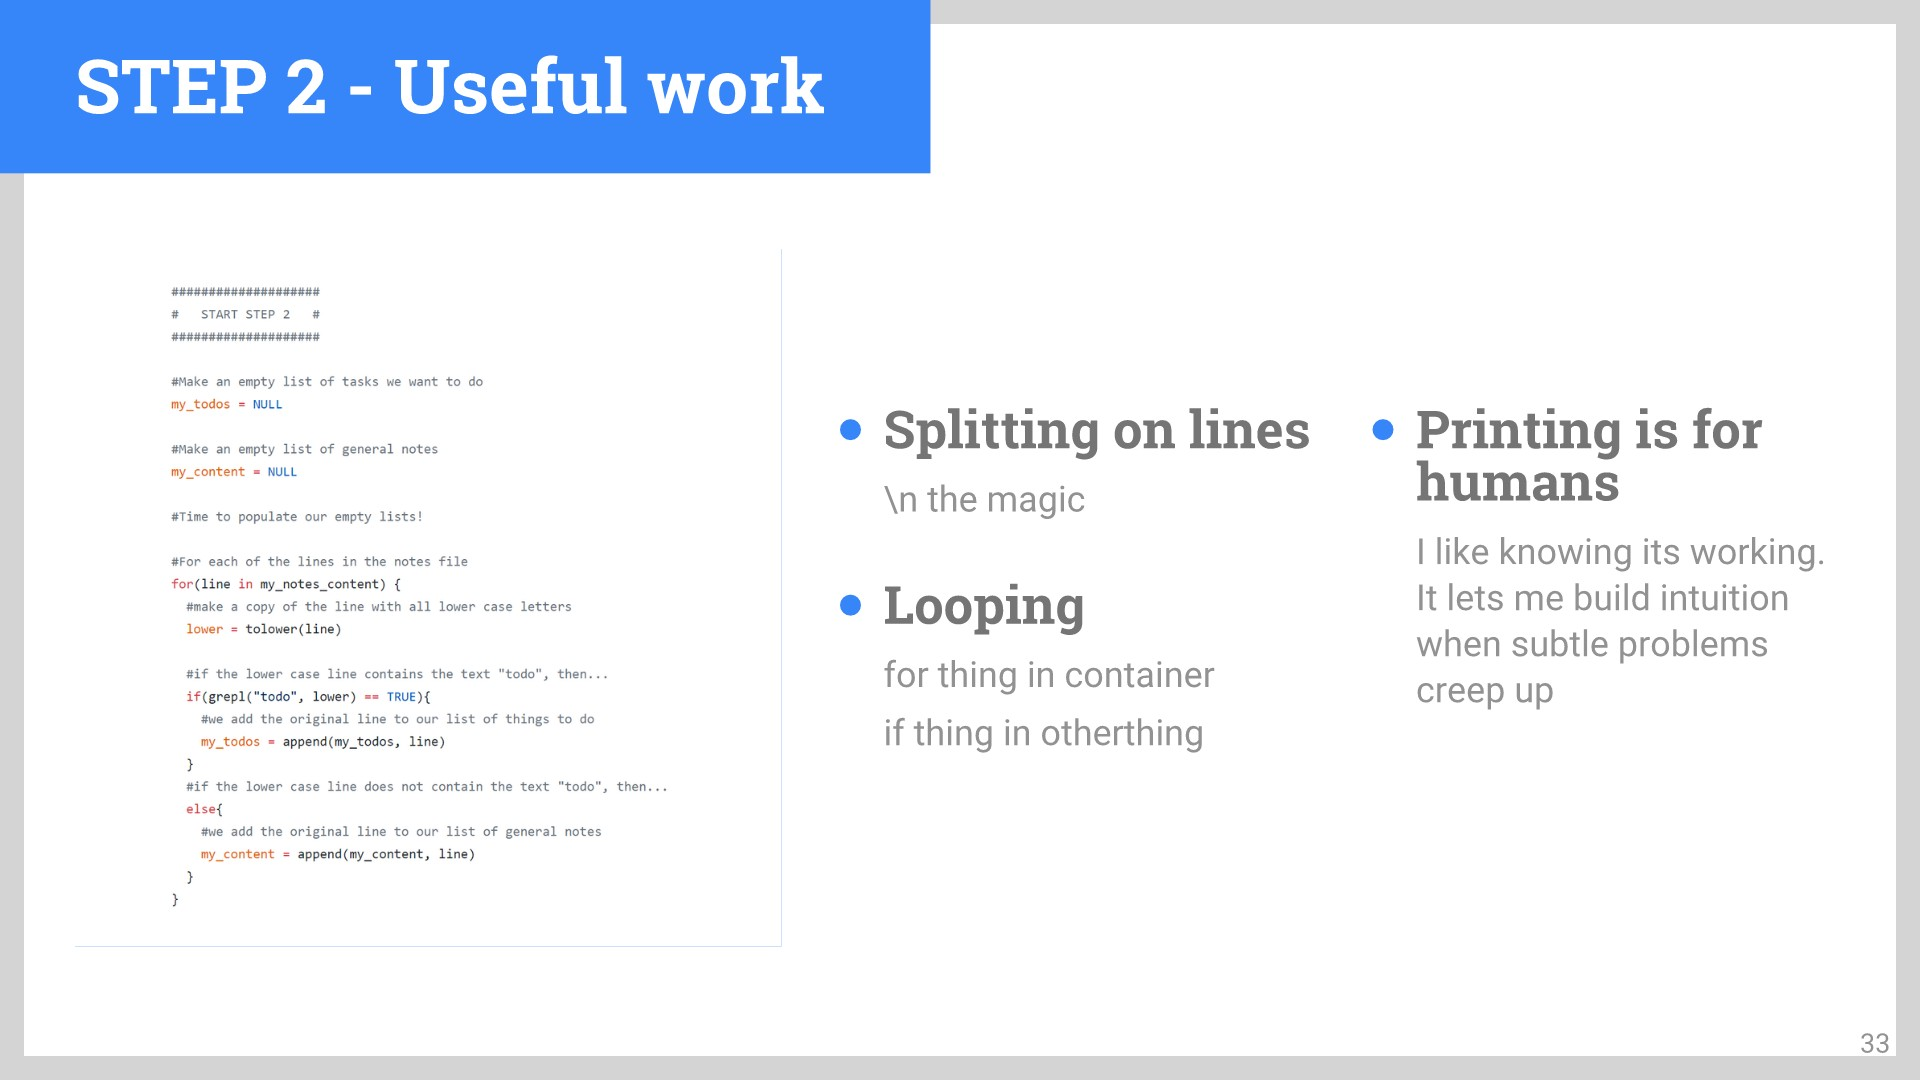 STEP 2 - Useful work
####################
#   START STEP 2   #
####################
#Make an empty list of tasks we want to do
my_todos = NULL
#Make an empty list of general notes
my_content = NULL
#Time to populate our empty lists!
#For each of the lines in the notes file
for(line in my_notes_content) {
  #make a copy of the line with all lower case letters
  lower = tolower(line)
  #if the lower case line contains the text "todo", then...
  if(grepl("todo", lower) == TRUE){
    #we add the original line to our list of things to do
    my_todos = append(my_todos, line)
  }
  #if the lower case line does not contain the text "todo", then...
  else{
    #we add the original line to our list of general notes
    my_content = append(my_content, line)
  }
}
Splitting on lines
\n the magic
Looping
for thing in container
if thing in otherthing
Printing is for
humans
I like knowing its working.
It lets me build intuition
when subtle problems
creep up
33